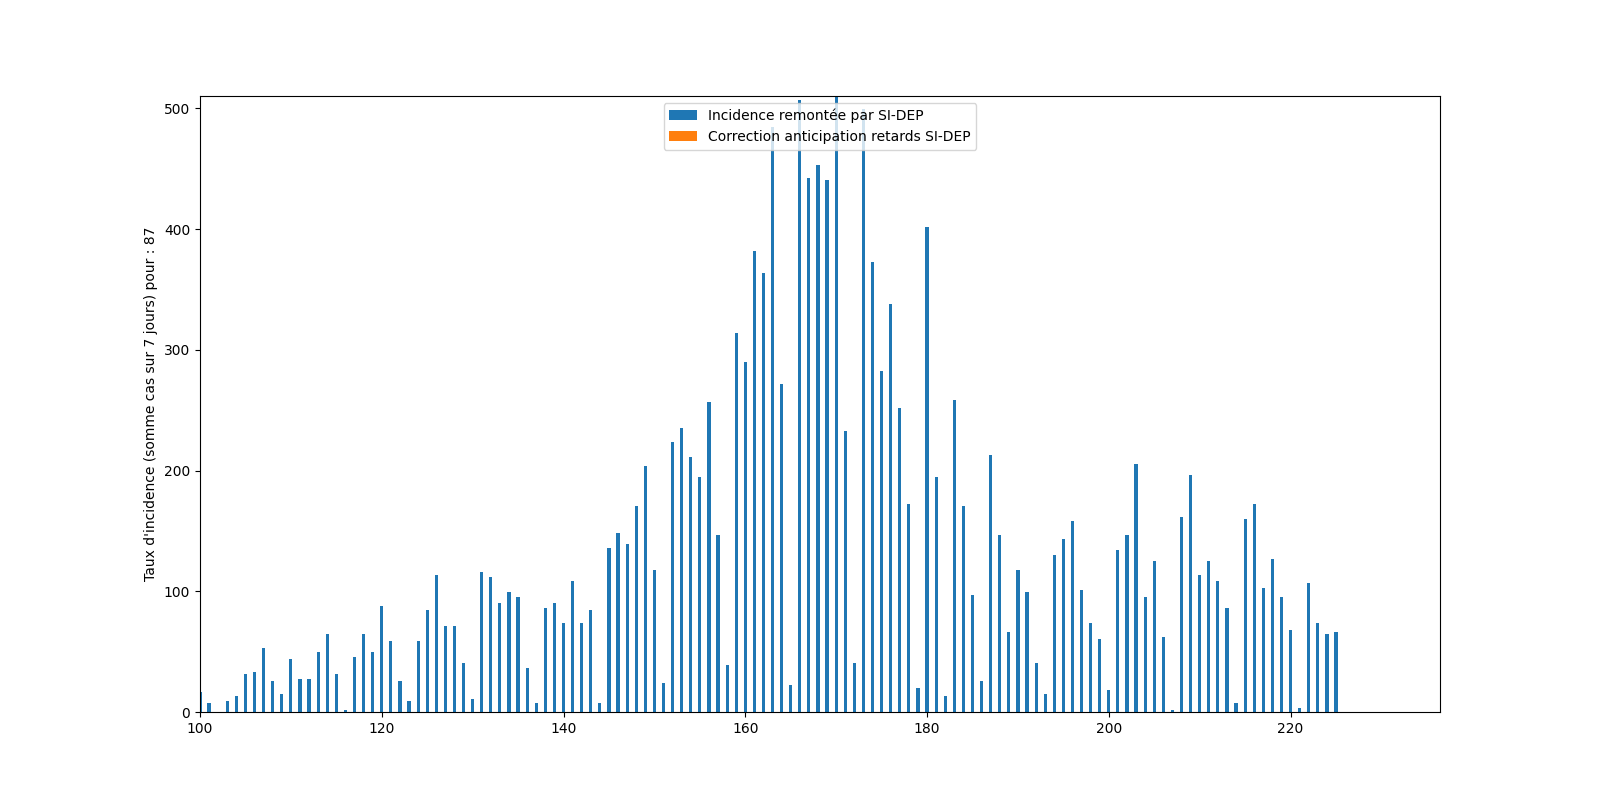 Incidence remontée par SI-DEP
Correction anticipation retards SI-DEP
Taux d'incidence (somme cas sur 7 jours) pour : 87
500
400
300
200
100
0
100 120 140 160 180 200 220